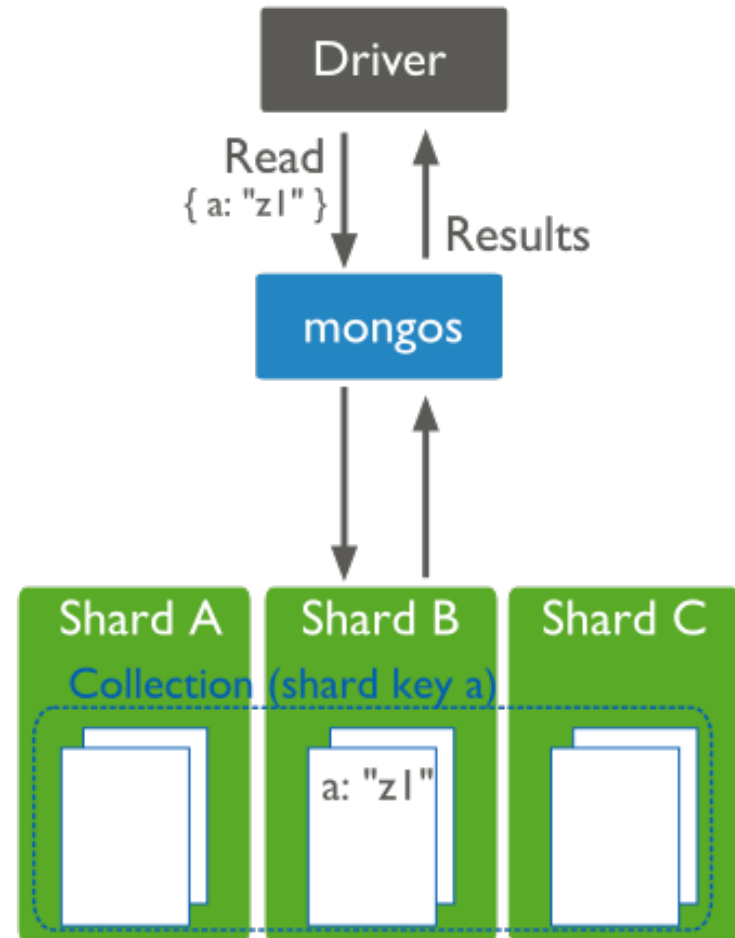 Driver
Read
{ a: "z1" }
Results
mongos
Shard A
Shard B
Shard C
Collection (shard key a)
a: "z1"